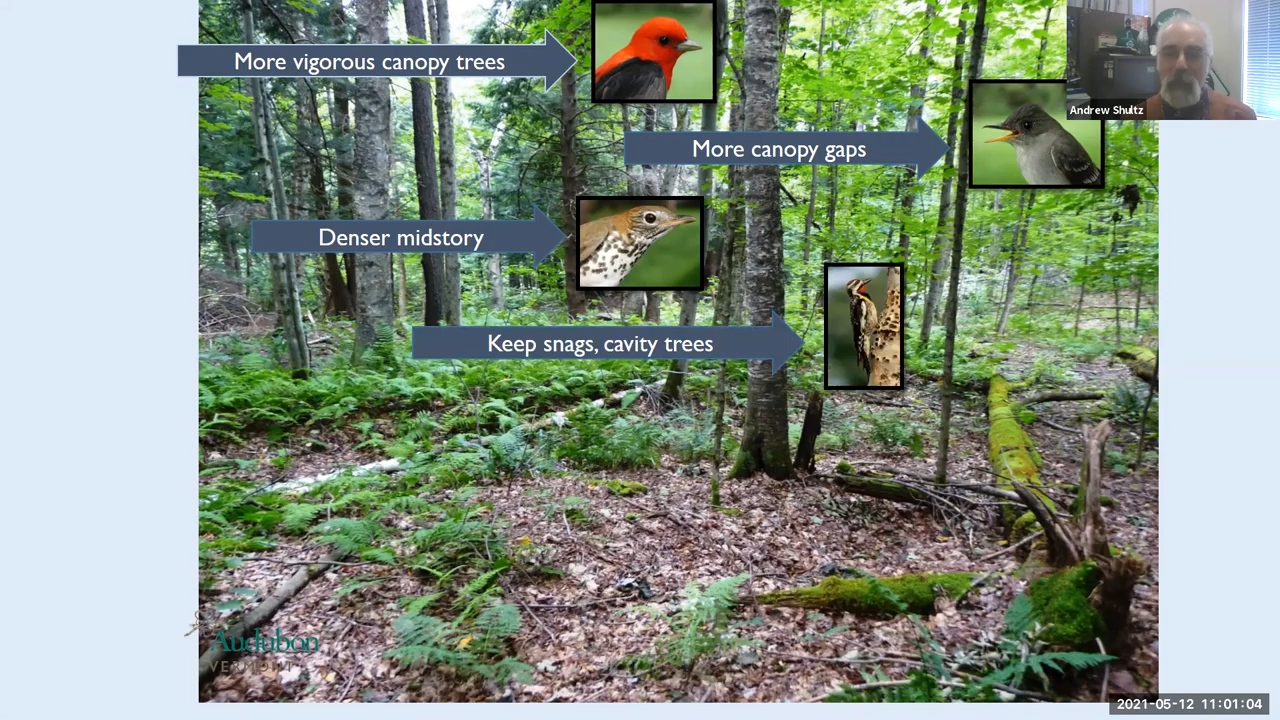 More vigorous canopy trees
Andrew Shultz
More canopy gaps
Denser midstory
Keep snags, cavity trees
Audubon
VERMONT
2021-05-12 11:01:04